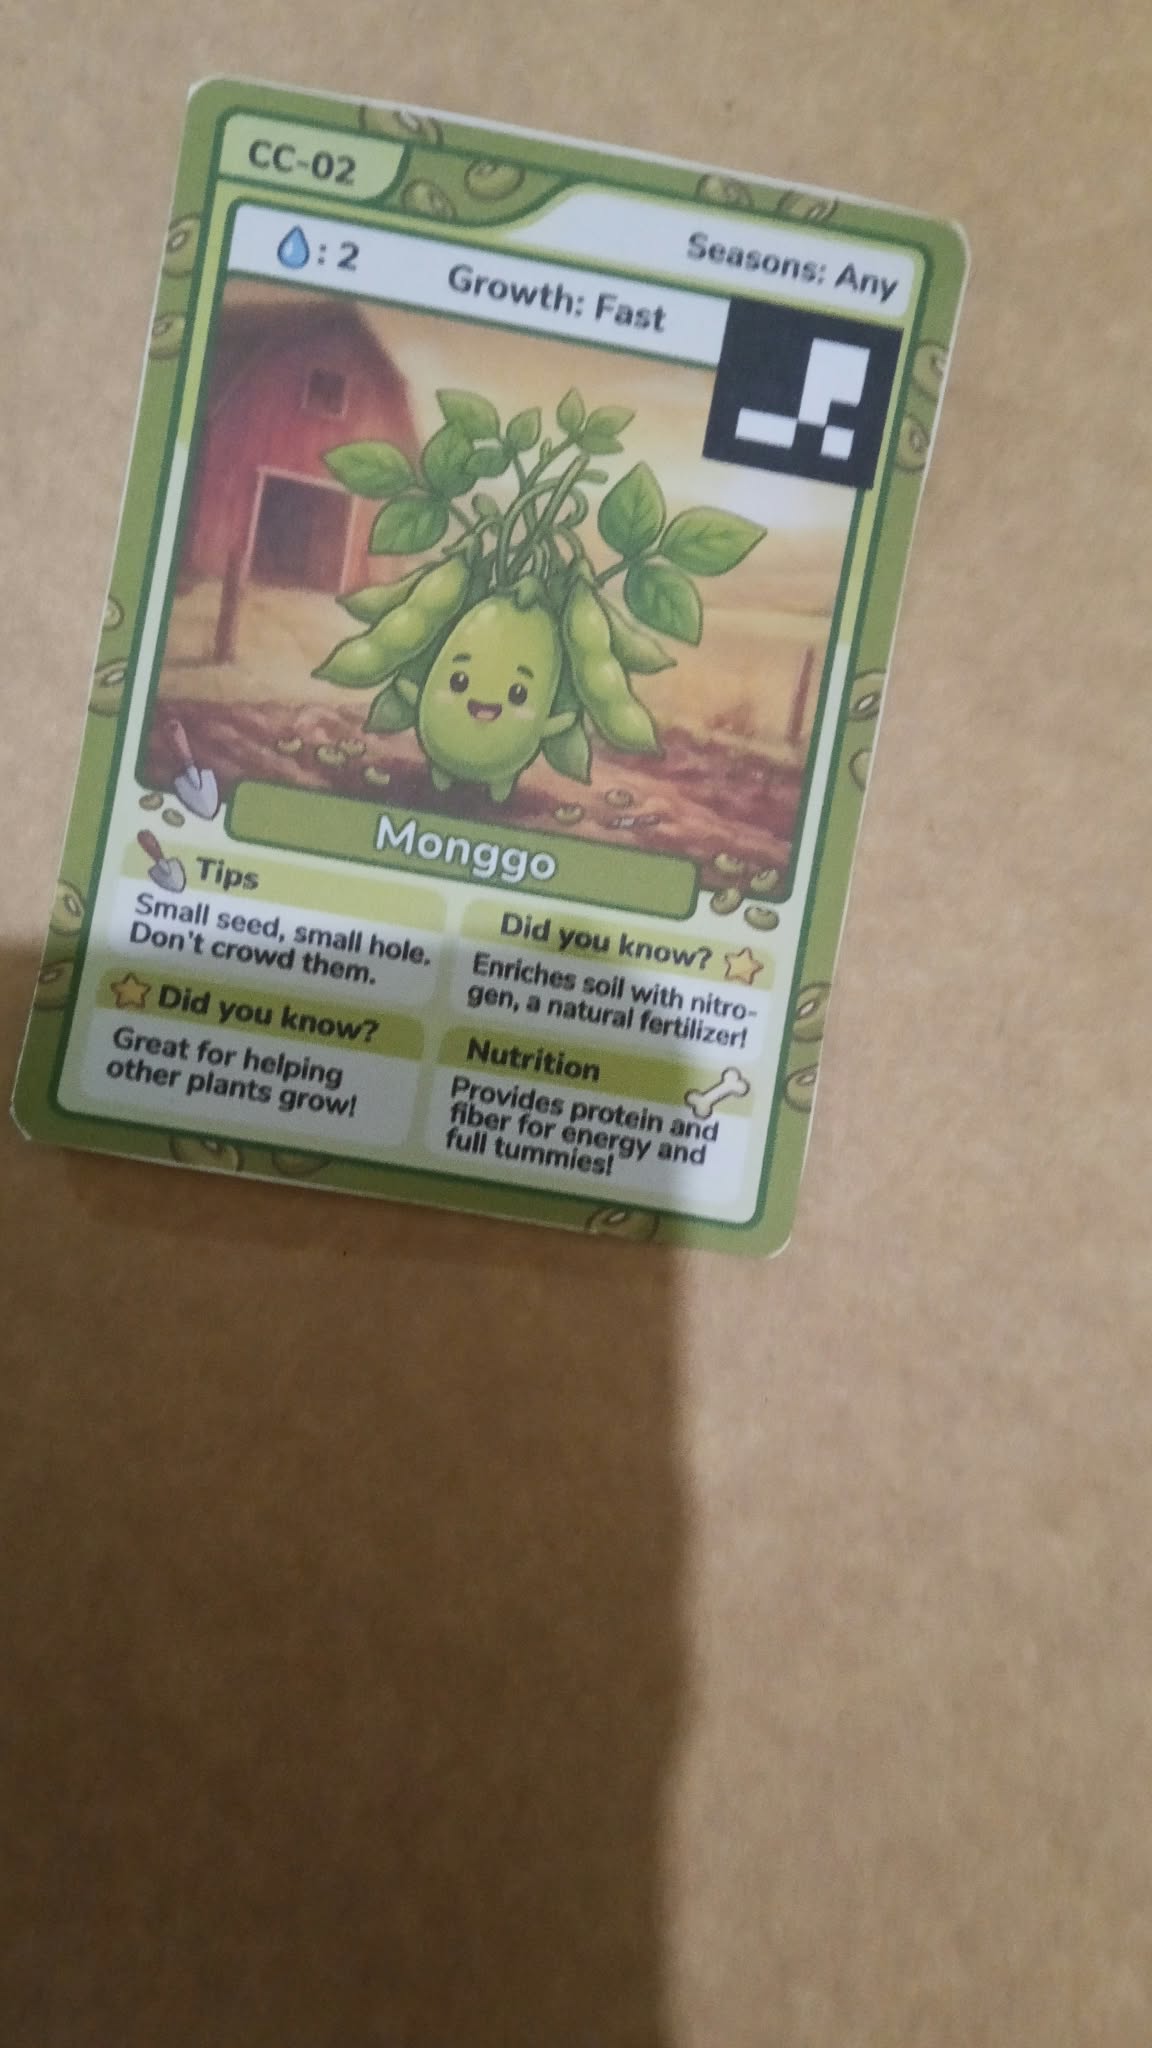 CC-02
Seasons: Any
: 2
Growth: Fast
Monggo
Tips
Small seed, small hole.
Don't crowd them.
Did you know?
Great for helping
other plants grow!
Did you know?
Enriches soil with nitro-
gen, a natural fertilizer!
Nutrition
Provides protein and
fiber for energy and
full tummies!